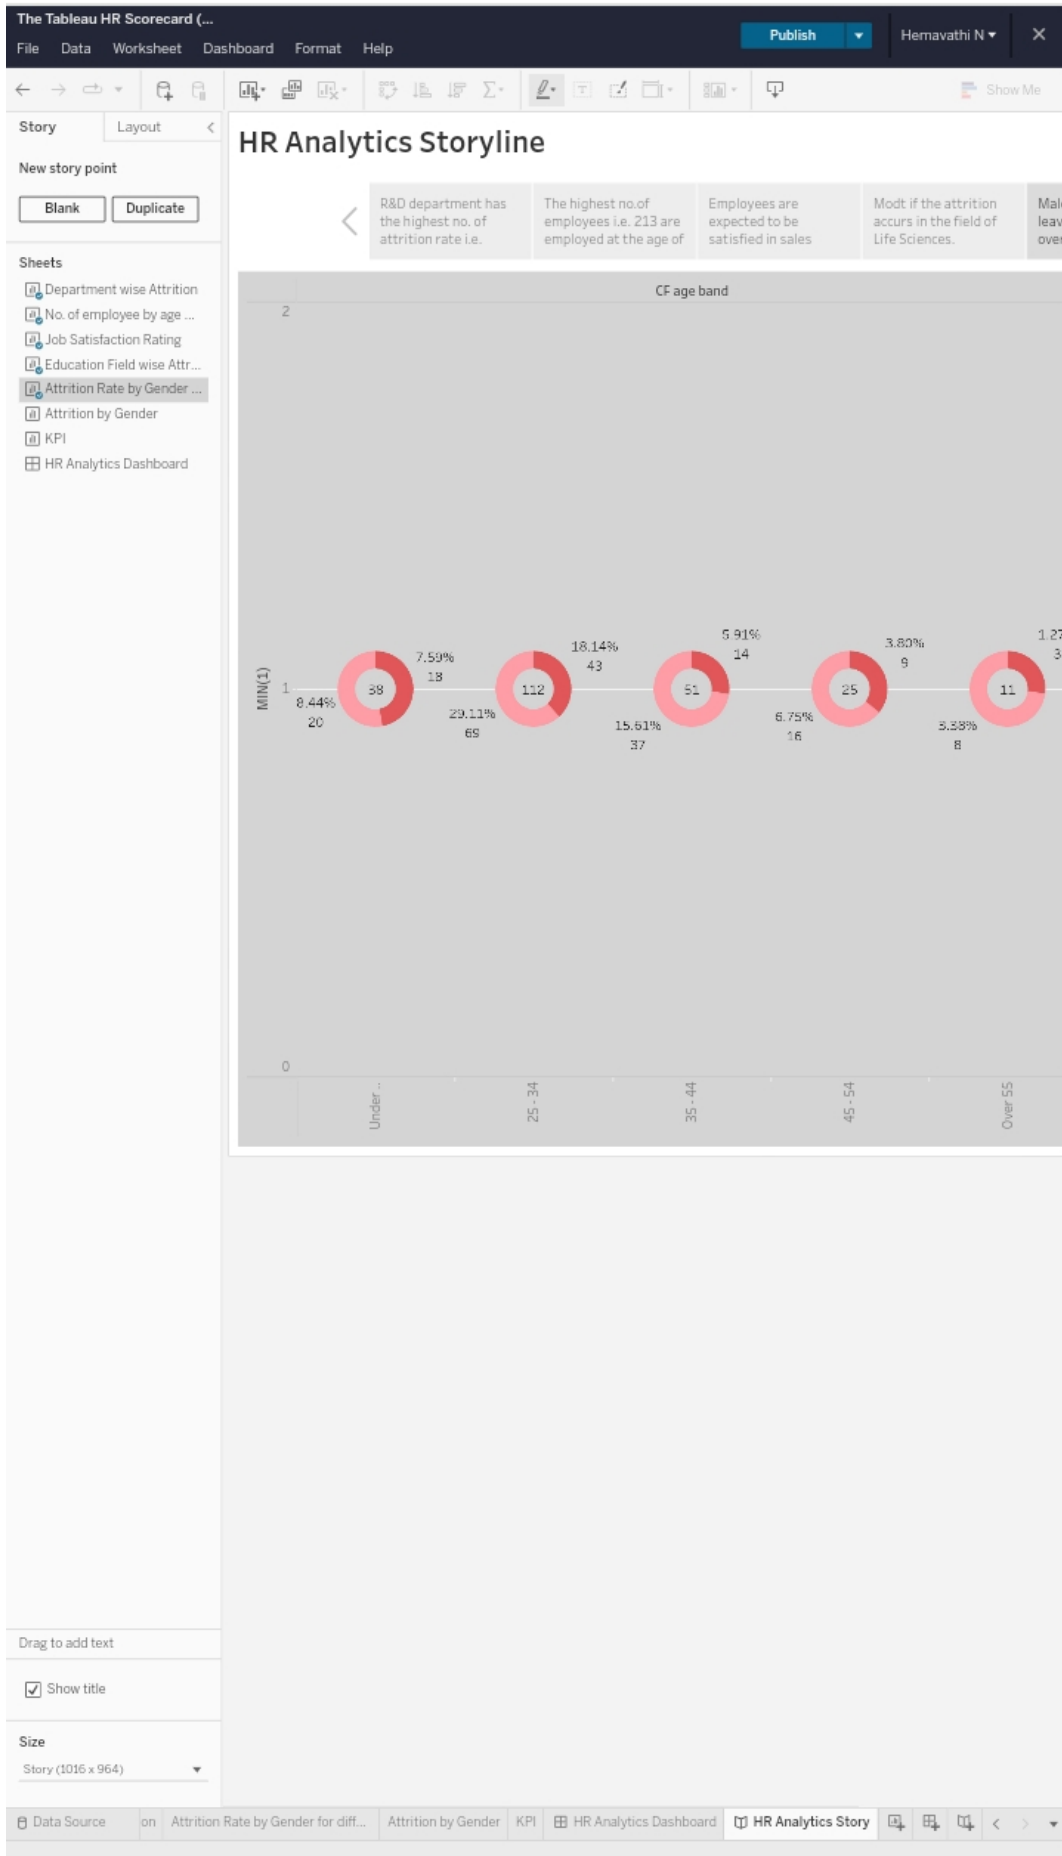 The Tableau HR Scorecard (...
File Data Worksheet Dashboard Format Help
Publish
Hemavathi N
Show Me
Story Layout
New story point
Blank Duplicate
Sheets
Department wise Attrition
No. of employee by age ...
Job Satisfaction Rating
Education Field wise Attr...
Attrition Rate by Gender ...
Attrition by Gender
KPI
HR Analytics Dashboard
HR Analytics Storyline
R&D department has
the highest no. of
attrition rate i.e.
The highest no.of
employees i.e. 213 are
employed at the age of
Employees are
expected to be
satisfied in sales
Modt if the attrition
accurs in the field of
Life Sciences.
CF age band
2
MIN(1)
1
0
38
7.59%
18
8.44%
20
112
18.14%
43
29.11%
69
51
5.91%
14
15.61%
37
25
3.80%
9
6.75%
16
11
3.38%
8
Under ..
25 - 34
35 - 44
45 - 54
Over 55
Drag to add text
Show title
Size
Story (1016 x 964)
Data Source
on
Attrition Rate by Gender for diff...
Attrition by Gender
KPI
HR Analytics Dashboard
HR Analytics Story